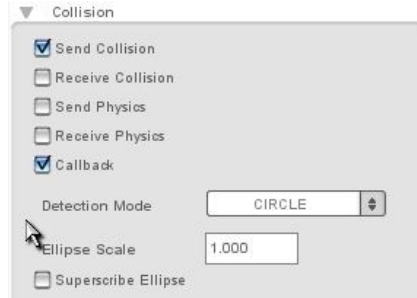 Collision
Send Collision
Receive Collision
Send Physics
Receive Physics
Callback
Detection Mode CIRCLE
Ellipse Scale 1.000
Superscribe Ellipse